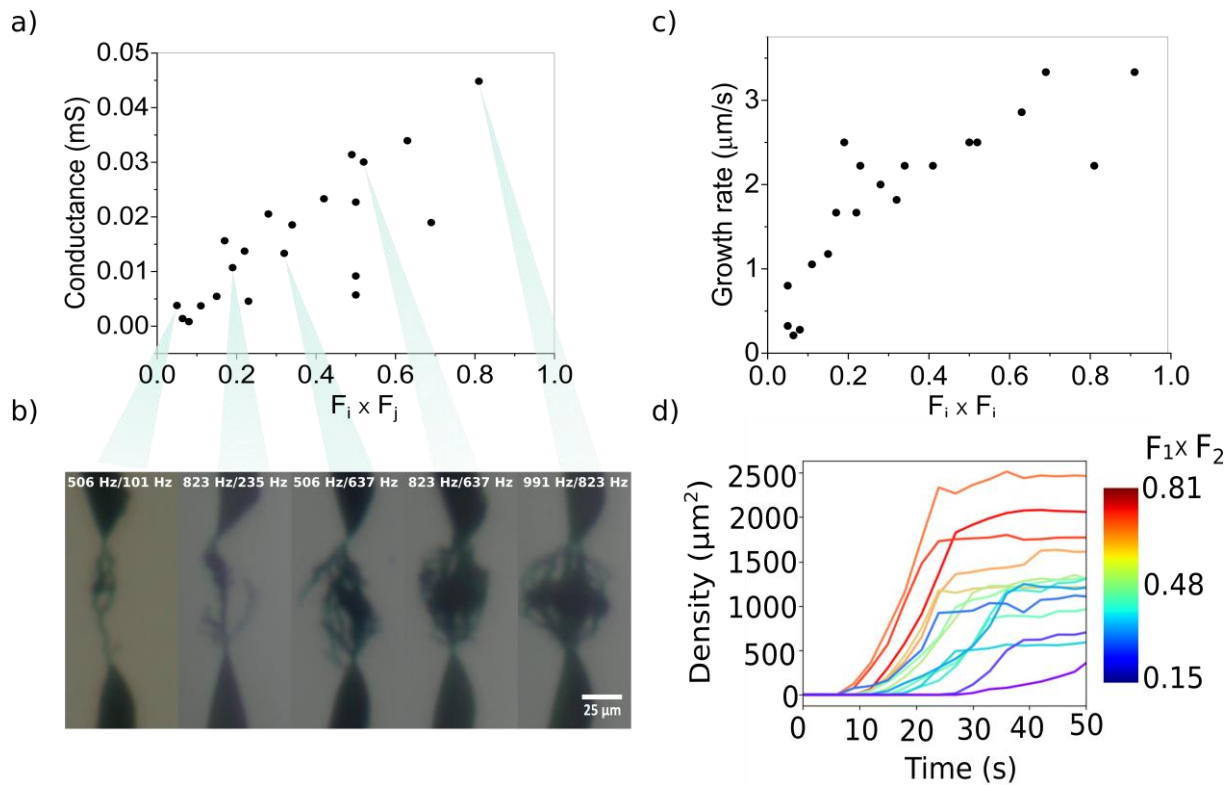 a)
Conductance (mS)
0.05
0.04
0.03
0.02
0.01
0.00
0.0 0.2 0.4 0.6 0.8 1.0
F_i x F_j
c)
Growth rate (µm/s)
3
2
1
0
0.0 0.2 0.4 0.6 0.8 1.0
F_i x F_j
b)
506 Hz/101 Hz 823 Hz/235 Hz 506 Hz/637 Hz 823 Hz/637 Hz 991 Hz/823 Hz
25 µm
d)
Density (µm²)
2500
2000
1500
1000
500
0
0 10 20 30 40 50
Time (s)
F₁x F₂
0.81
0.48
0.15